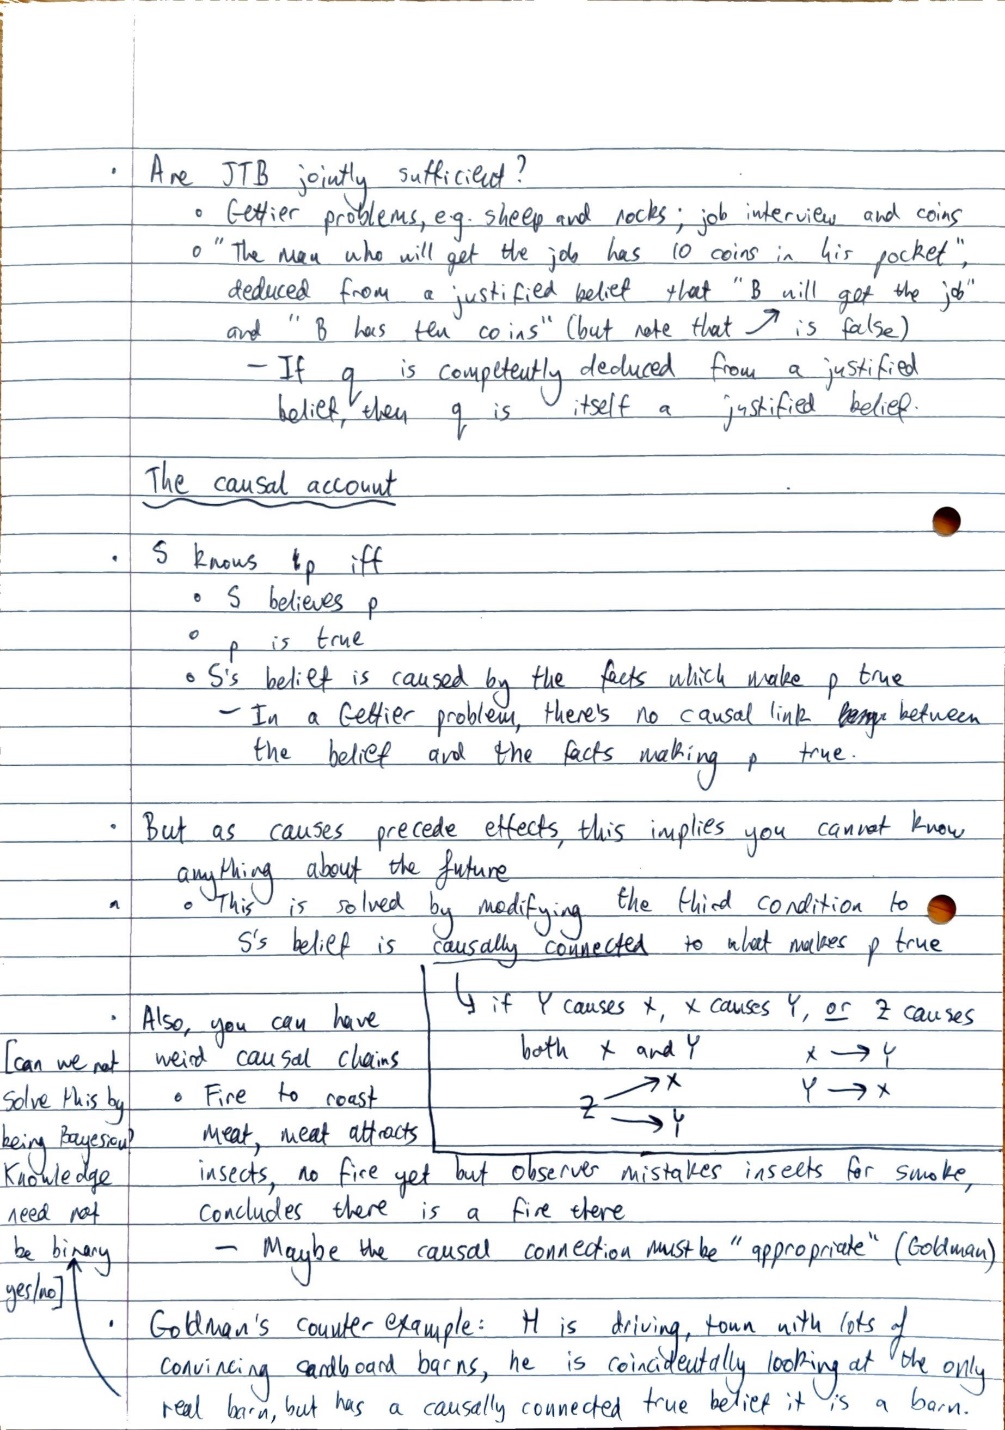 · Are JTB jointly sufficient?
◦ Gettier problems, e.g. sheep and rocks; job interview and coins
◦ "The man who will get the job has 10 coins in his pocket",
deduced from a justified belief that "B will get the job"
and "B has ten coins" (but note that ↗ is false)
– If q is competently deduced from a justified
belief, then q is itself a justified belief.
The causal account
· S knows p iff
◦ S believes p
◦ p is true
◦ S's belief is caused by the facts which make p true
– In a Gettier problem, there's no causal link between
the belief and the facts making p true.
· But as causes precede effects, this implies you cannot know
anything about the future
◦ This is solved by modifying the third condition to
S's belief is causally connected to what makes p true
↳ if Y causes X, X causes Y, or Z causes
both X and Y
X → Y
Y → X
Z → X
→ Y
· Also, you can have
weird causal chains
◦ Fire to roast
meat, meat attracts
insects, no fire yet but observer mistakes insects for smoke,
concludes there is a fire there
– Maybe the causal connection must be "appropriate" (Goldman)
[can we not
solve this by
being Bayesian?
Knowledge
need not
be binary
yes/no]
· Goldman's counter example: H is driving, town with lots of
convincing cardboard barns, he is coincidentally looking at the only
real barn, but has a causally connected true belief it is a barn.